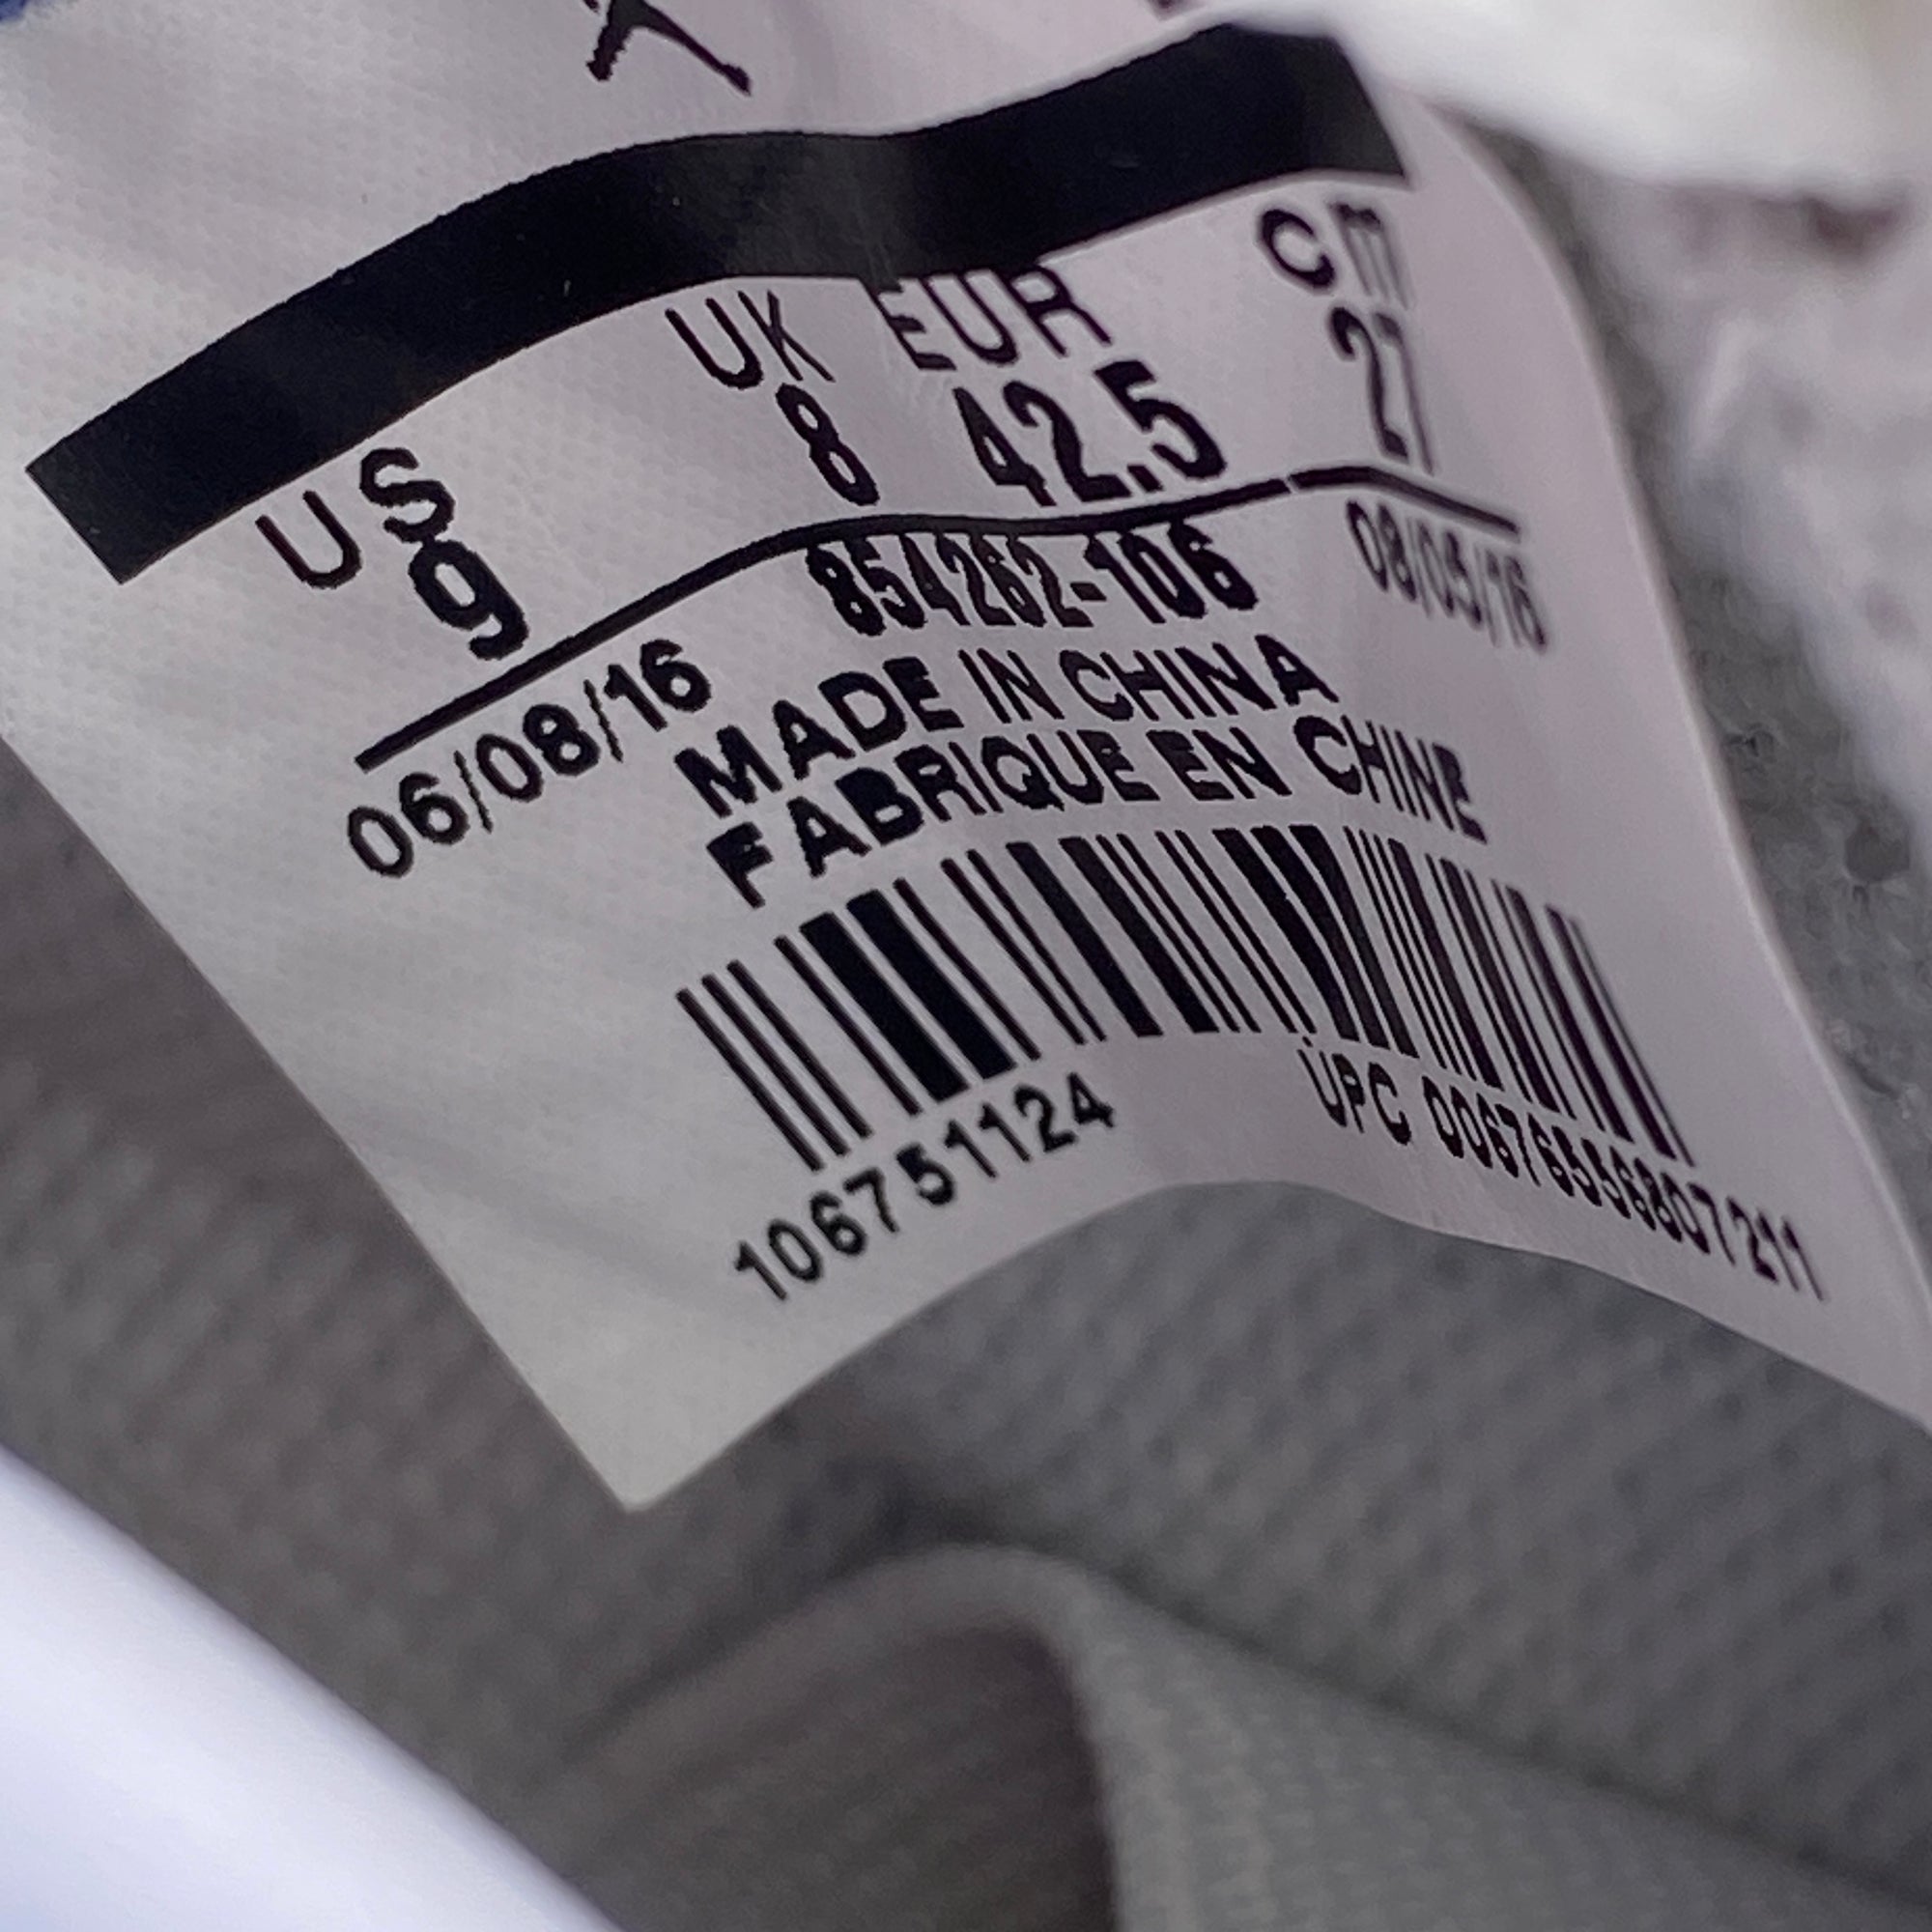 US UK EUR cm
9 8 42.5 27
06/08/16 854262-106 08/05/16
MADE IN CHINA
FABRIQUE EN CHINE
106751124 UPC 00676556807211